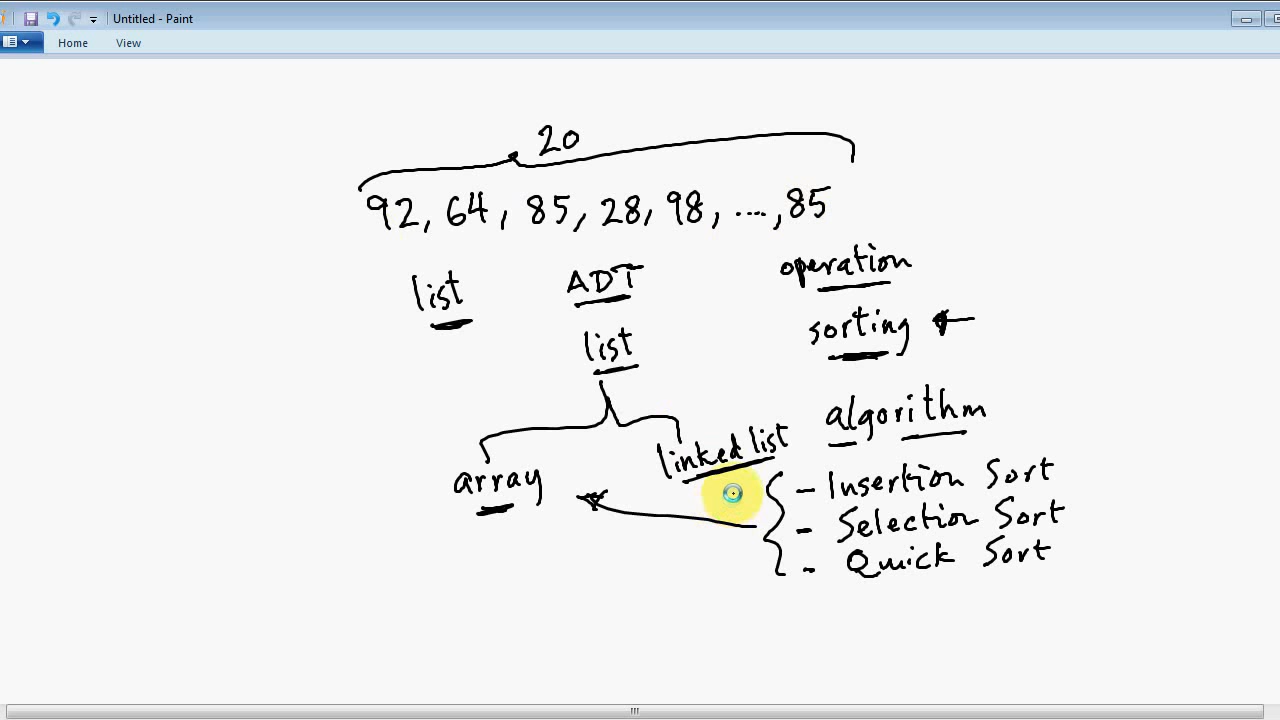 Untitled - Paint
Home View
20
92, 64, 85, 28, 98, ...., 85
list ADT operation
list sorting
algorithm
array linked list
- Insertion Sort
- Selection Sort
- Quick Sort